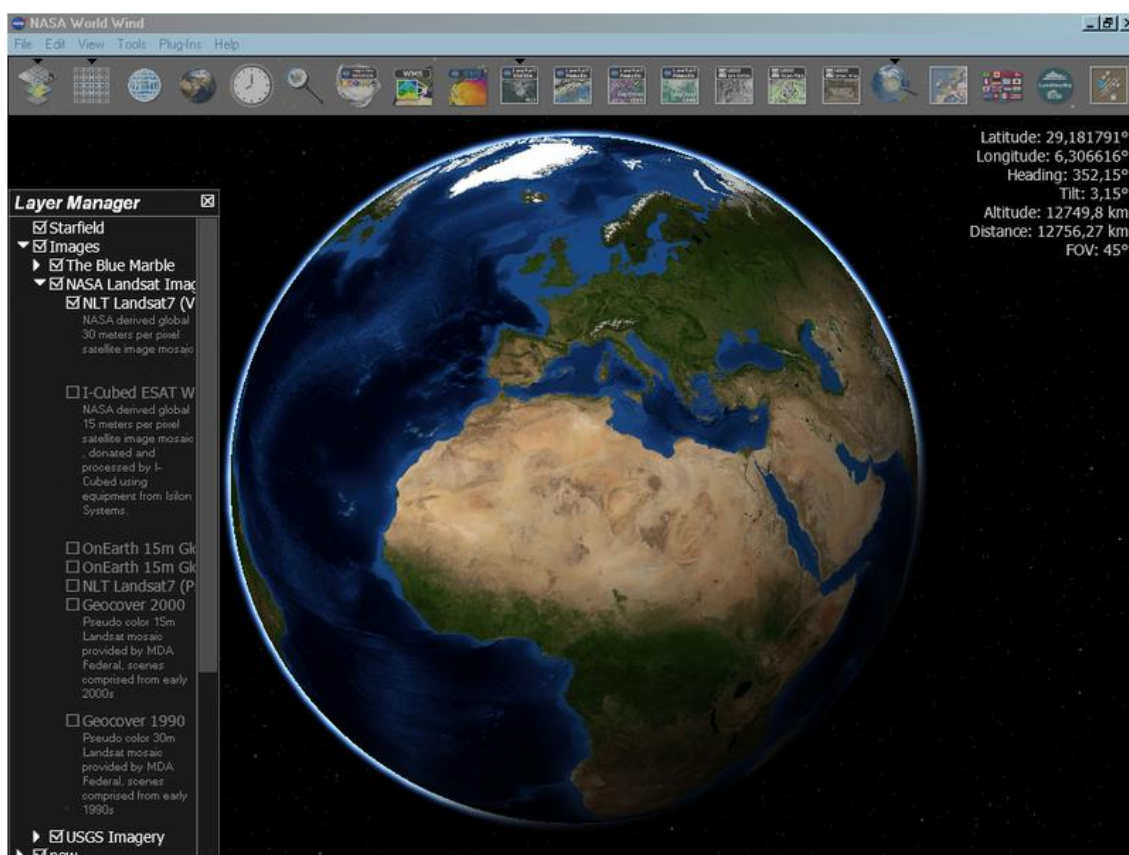 NASA World Wind
File Edit View Tools Plug-Ins Help
WMS
Latitude: 29,181791°
Longitude: 6,306616°
Heading: 352,15°
Tilt: 3,15°
Altitude: 12749,8 km
Distance: 12756,27 km
FOV: 45°
Layer Manager
Starfield
Images
The Blue Marble
NASA Landsat Imag
NLT Landsat7 (V
NASA derived global
30 meters per pixel
satellite image mosaic
I-Cubed ESAT W
NASA derived global
15 meters per pixel
satellite image mosaic
, donated and
processed by I-
Cubed using
equipment from Isilon
Systems.
OnEarth 15m Gl
OnEarth 15m Gl
NLT Landsat7 (P
Geocover 2000
Pseudo color 15m
Landsat mosaic
provided by MDA
Federal, scenes
comprised from early
2000s
Geocover 1990
Pseudo color 30m
Landsat mosaic
provided by MDA
Federal, scenes
comprised from early
1990s
USGS Imagery